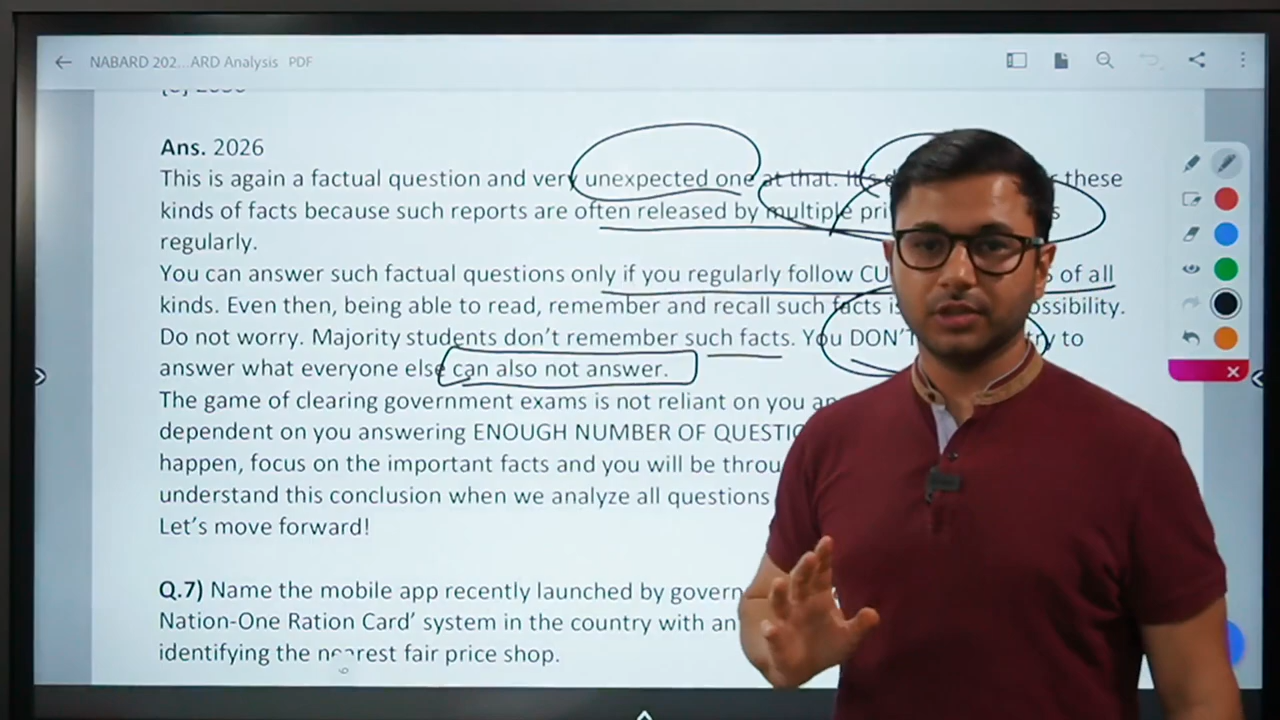 NABARD 202...ARD Analysis PDF
Ans. 2026
This is again a factual question and very unexpected one at that. It's these
kinds of facts because such reports are often released by multiple
regularly.
You can answer such factual questions only if you regularly follow of all
kinds. Even then, being able to read, remember and recall such facts
Do not worry. Majority students don't remember such facts. You DON'T to
answer what everyone else can also not answer.
The game of clearing government exams is not reliant on you
dependent on you answering ENOUGH NUMBER OF
happen, focus on the important facts and you will be
understand this conclusion when we analyze all questions
Let's move forward!
Q.7) Name the mobile app recently launched by
Nation-One Ration Card' system in the country with
identifying the nearest fair price shop.